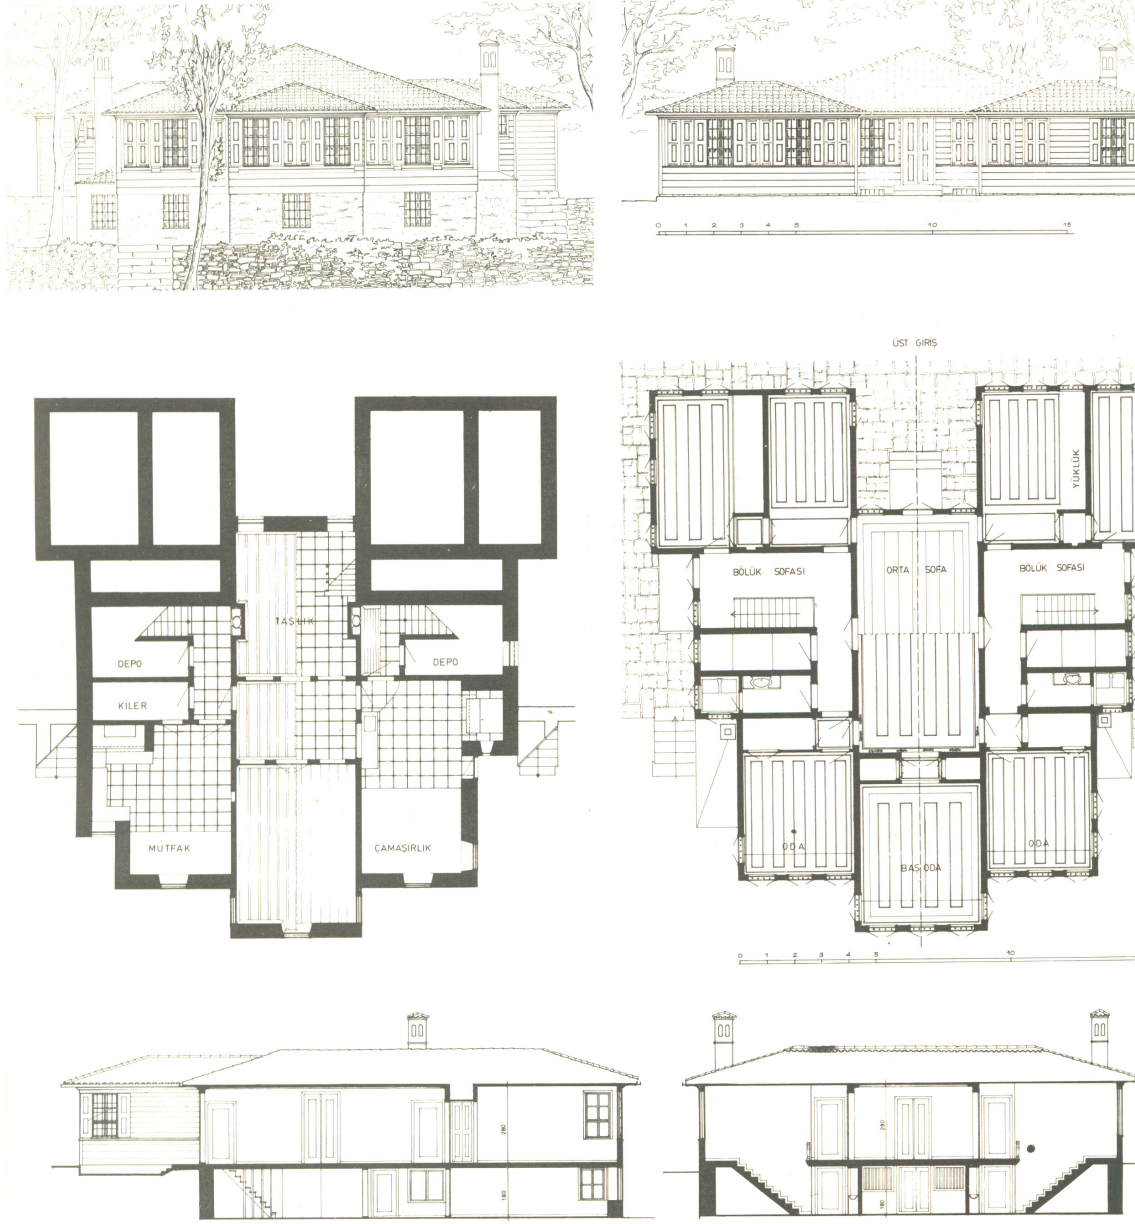 0 1 2 3 4 5 10 15
ÜST GİRİŞ
YÜKLÜK
TAŞLIK
DEPO
DEPO
KİLER
MUTFAK
ÇAMAŞIRLIK
BÖLÜK SOFASI
ORTA SOFA
BÖLÜK SOFASI
ODA
BAŞ ODA
ODA
0 1 2 3 4 5 10
280
180
280
180